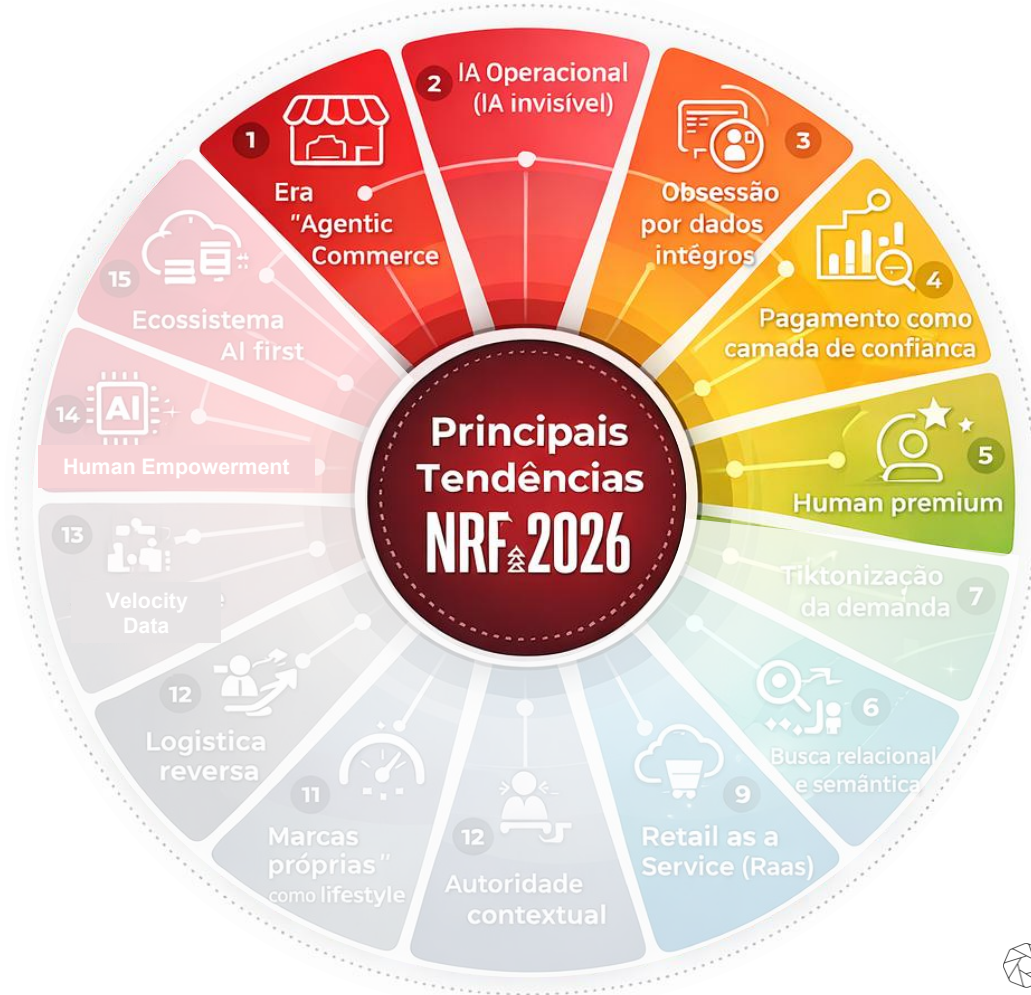 1
Era
"Agentic
Commerce
2
IA Operacional
(IA invisível)
3
Obsessão
por dados
íntegros
4
Pagamento como
camada de confianca
5
Human premium
Tiktonização
da demanda
7
6
Busca relacional
e semântica
9
Retail as a
Service (Raas)
12
Autoridade
contextual
11
Marcas
próprias"
como lifestyle
12
Logistica
reversa
13
Velocity
Data
14
AI
Human Empowerment
15
Ecossistema
AI first
Principais
Tendências
NRF 2026